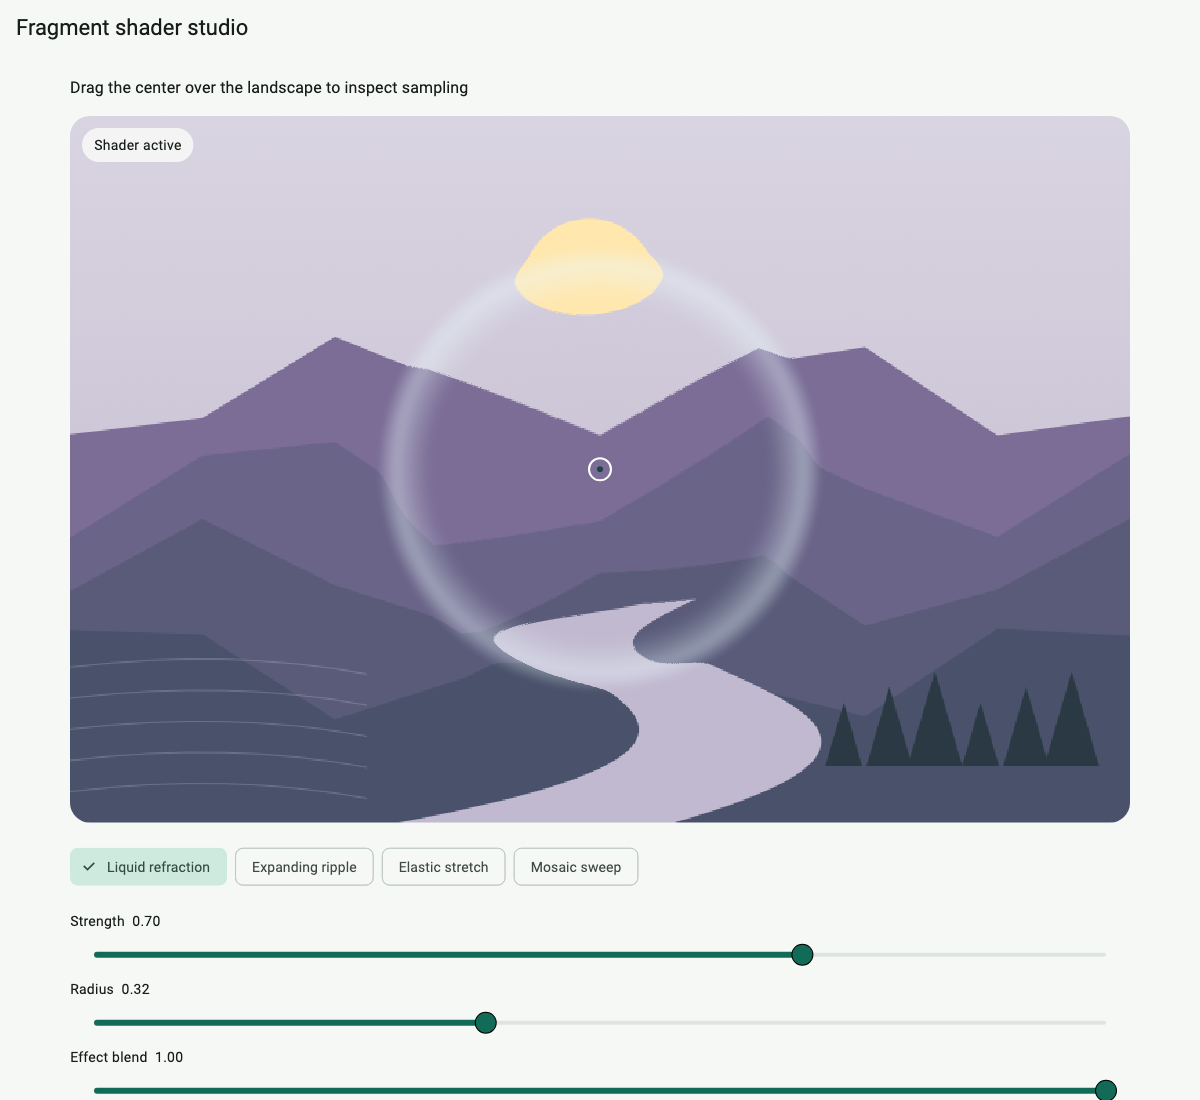 Fragment shader studio
Drag the center over the landscape to inspect sampling
Shader active
Liquid refraction
Expanding ripple
Elastic stretch
Mosaic sweep
Strength 0.70
Radius 0.32
Effect blend 1.00